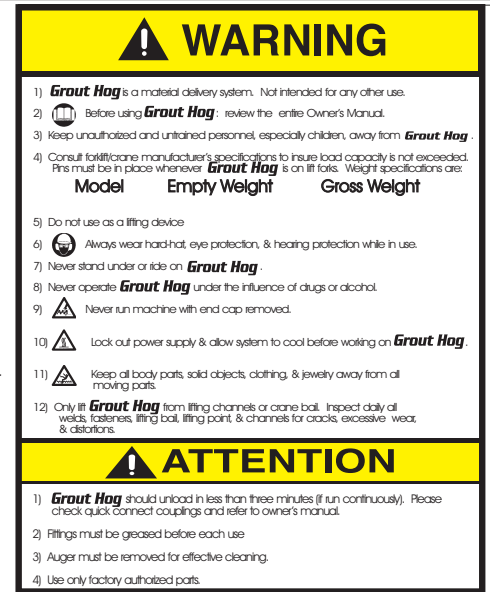 WARNING
1) Grout Hog is a material delivery system. Not intended for any other use.
2) Before using Grout Hog : review the entire Owner's Manual.
3) Keep unauthorized and untrained personnel, especially children, away from Grout Hog .
4) Consult forklift/crane manufacturer's specifications to insure load capacity is not exceeded.
Pins must be in place whenever Grout Hog is on lift forks. Weight specifications are:
Model Empty Weight Gross Weight
5) Do not use as a lifting device
6) Always wear hard-hat, eye protection, & hearing protection while in use.
7) Never stand under or ride on Grout Hog .
8) Never operate Grout Hog under the influence of drugs or alcohol.
9) Never run machine with end cap removed.
10) Lock out power supply & allow system to cool before working on Grout Hog .
11) Keep all body parts, solid objects, clothing, & jewelry away from all
moving parts.
12) Only lift Grout Hog from lifting channels or crane bail. Inspect daily all
welds, fasteners, lifting bail, lifting point, & channels for cracks, excessive wear,
& distortions.
ATTENTION
1) Grout Hog should unload in less than three minutes (if run continuously). Please
check quick connect couplings and refer to owner's manual.
2) Fittings must be greased before each use
3) Auger must be removed for effective cleaning.
4) Use only factory authorized parts.